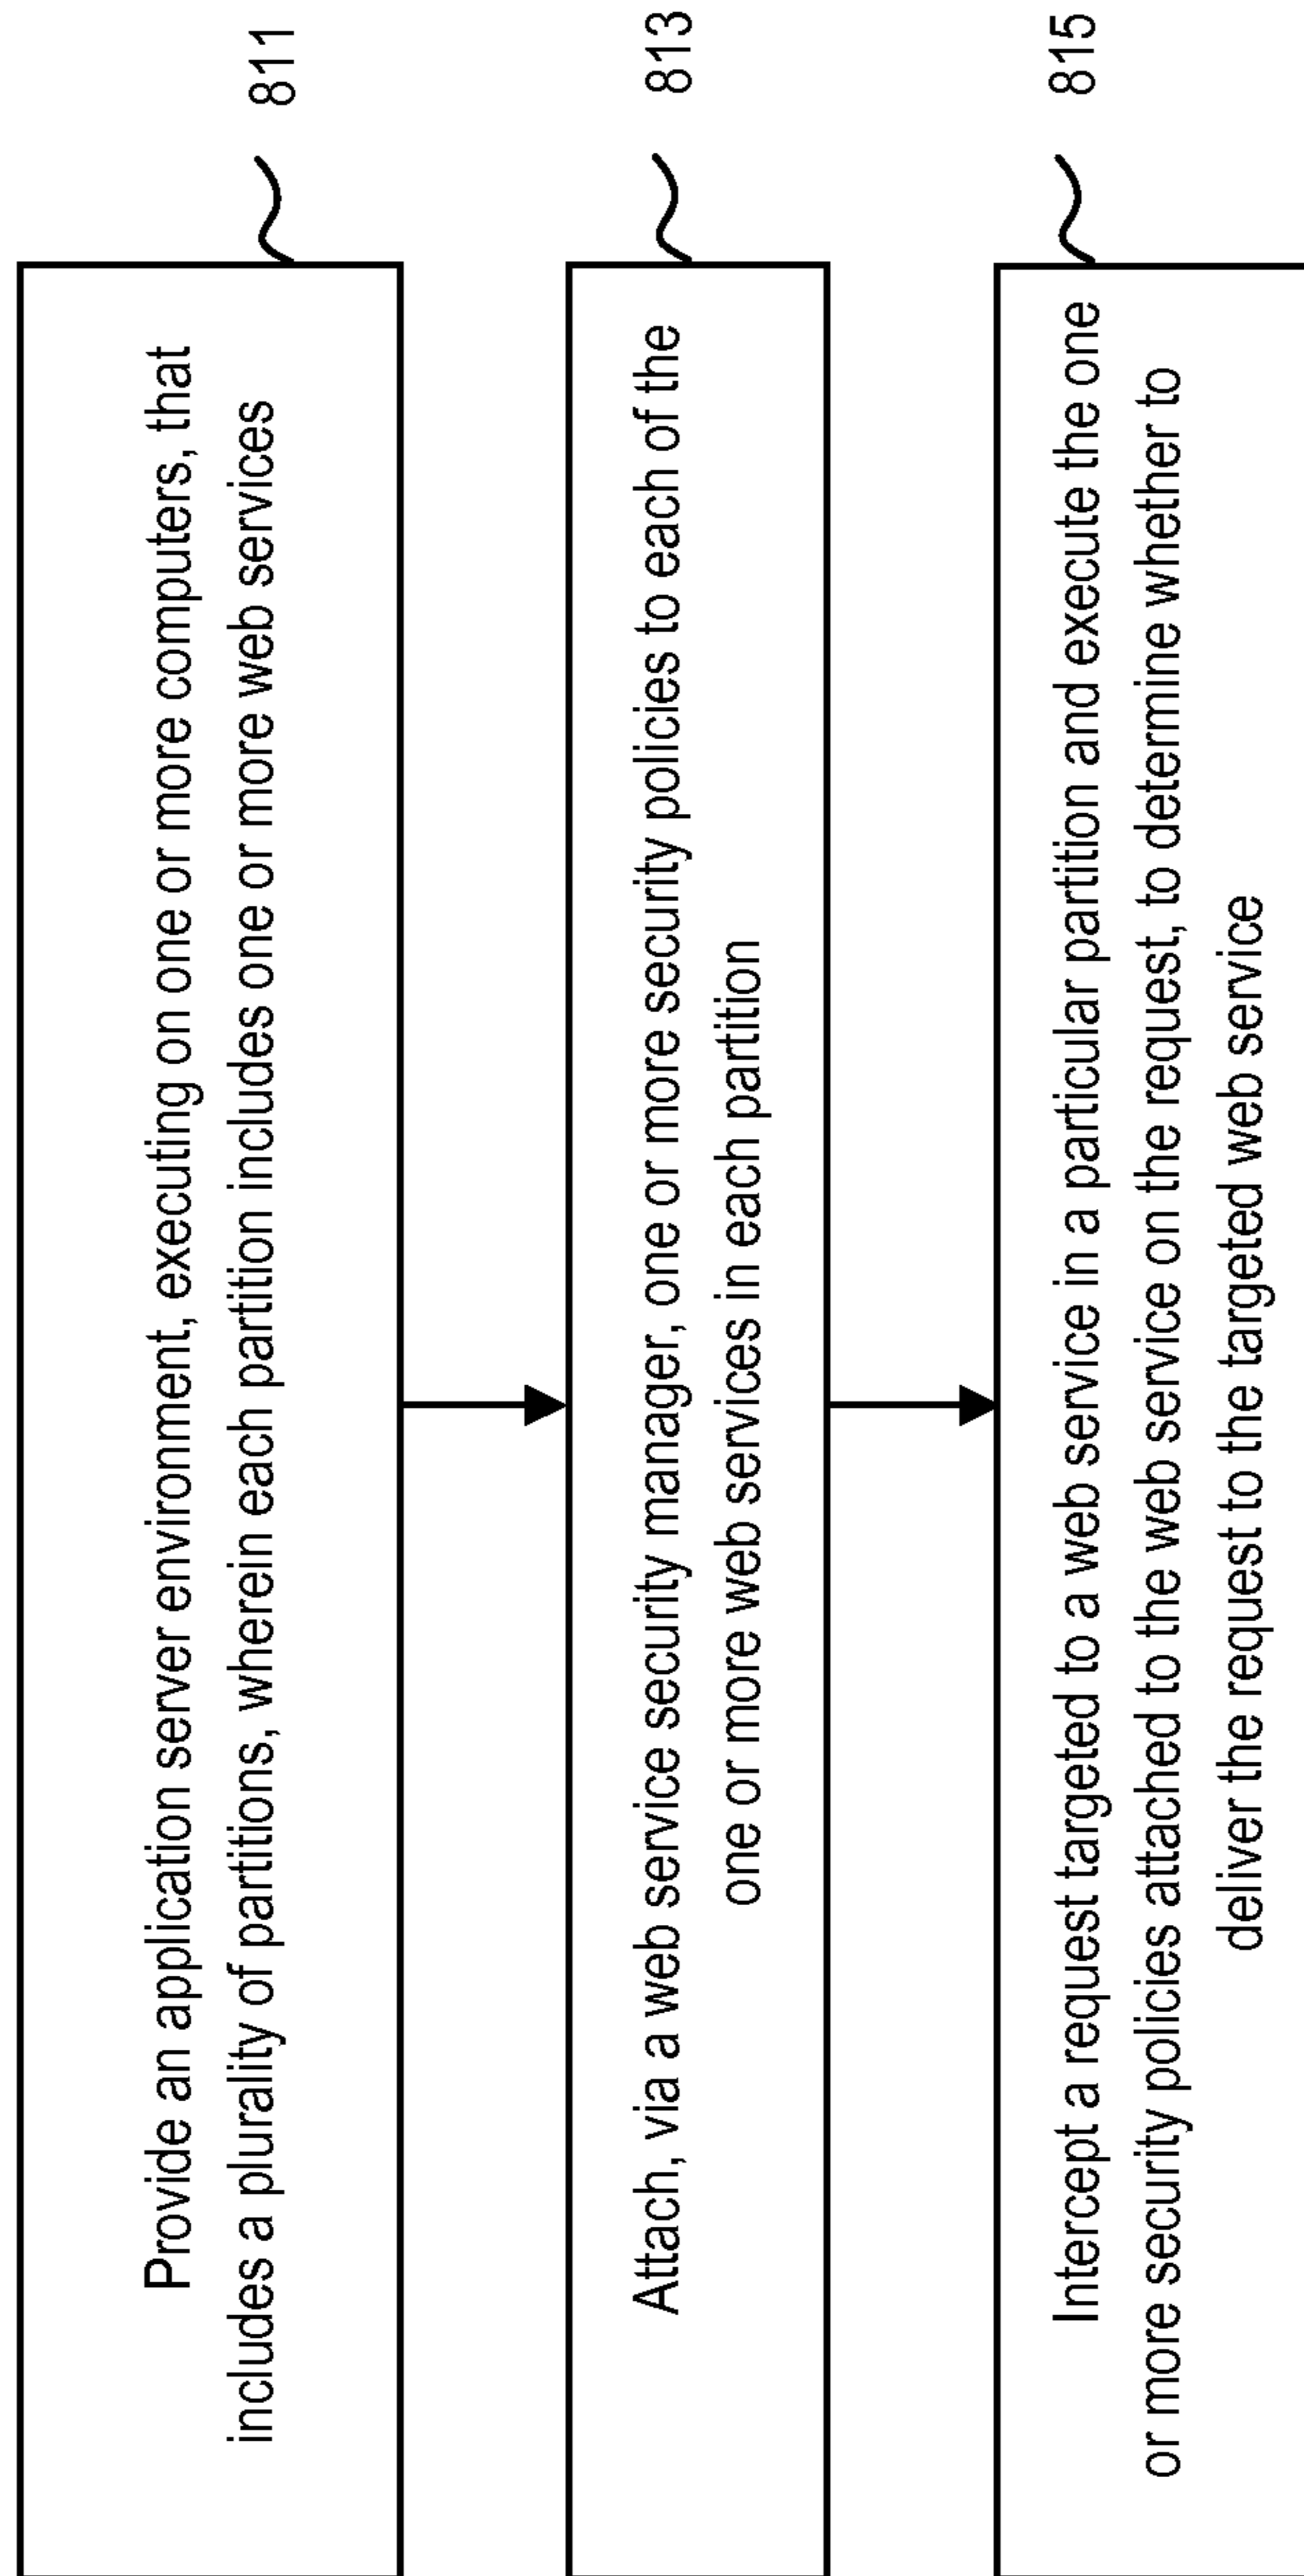 Provide an application server environment, executing on one or more computers, that
includes a plurality of partitions, wherein each partition includes one or more web services
811
Attach, via a web service security manager, one or more security policies to each of the
one or more web services in each partition
813
Intercept a request targeted to a web service in a particular partition and execute the one
or more security policies attached to the web service on the request, to determine whether to
deliver the request to the targeted web service
815